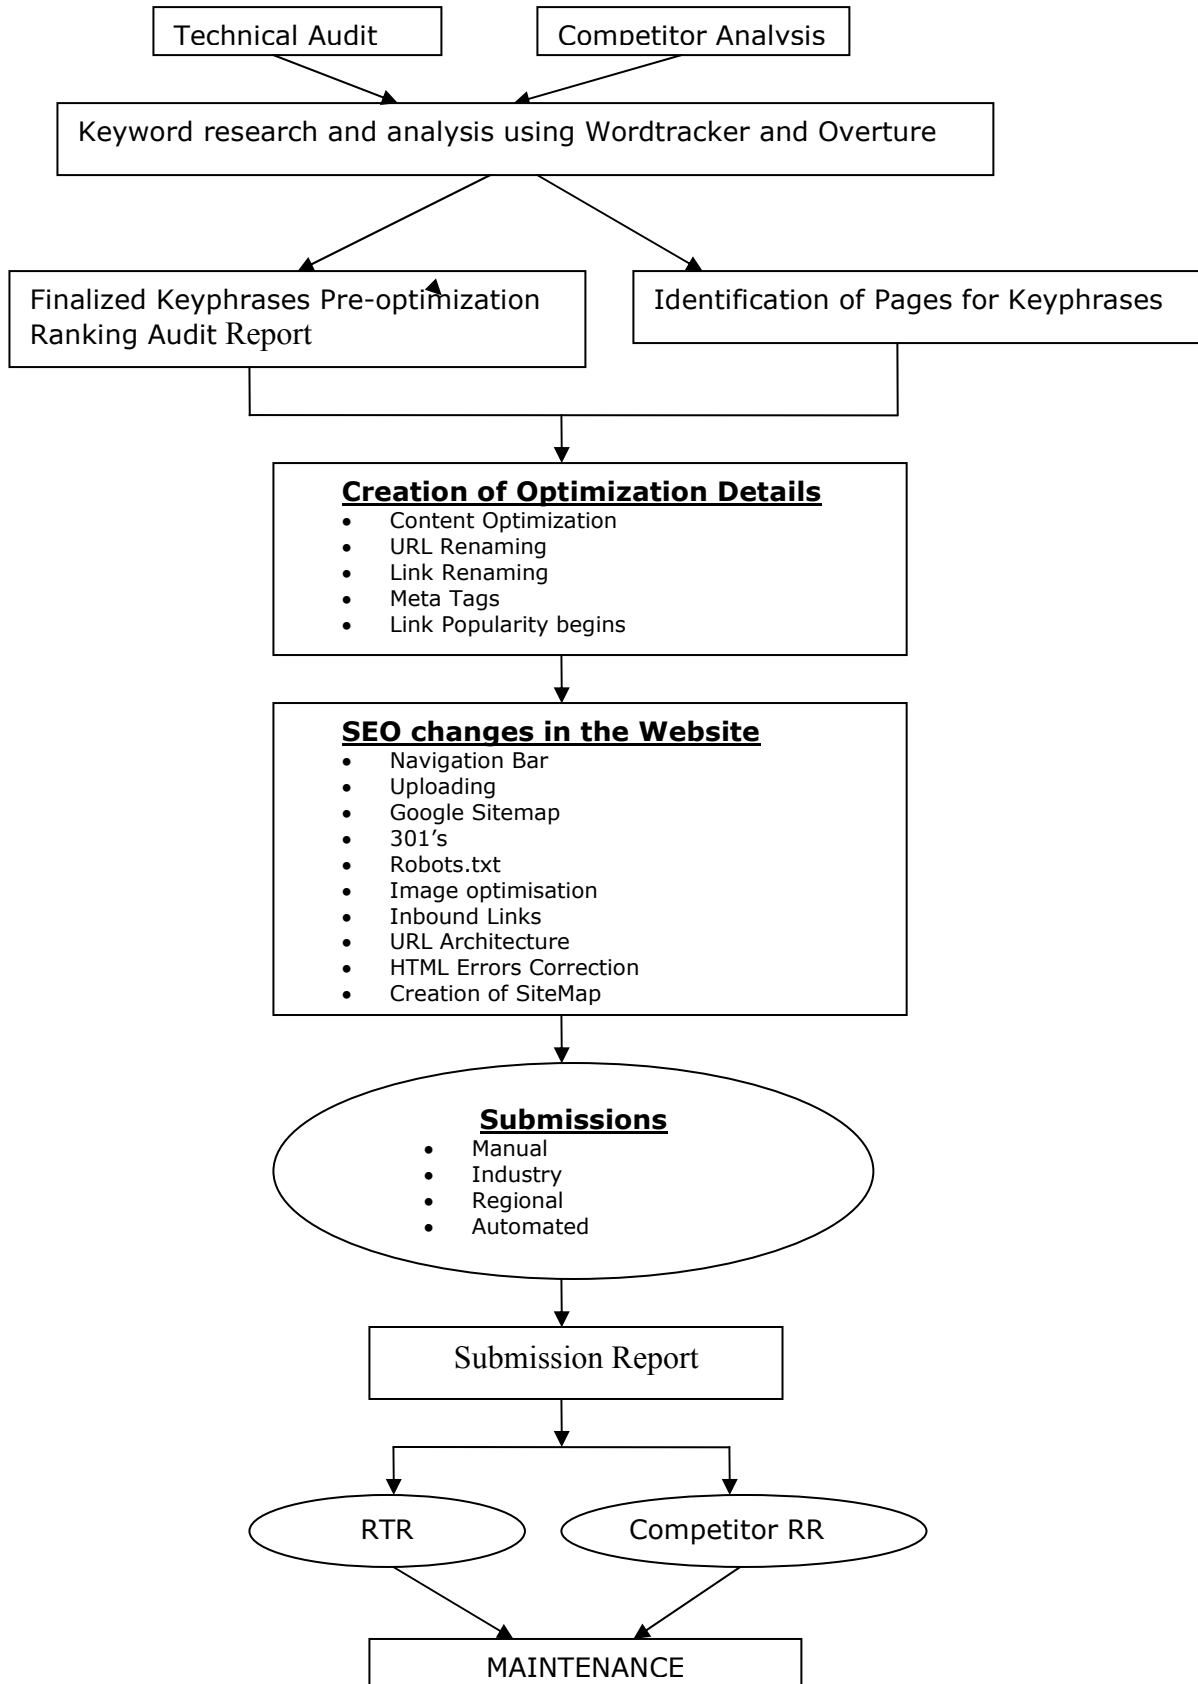 Technical Audit
Competitor Analysis
Keyword research and analysis using Wordtracker and Overture
Finalized Keyphrases Pre-optimization
Ranking Audit Report
Identification of Pages for Keyphrases
Creation of Optimization Details
• Content Optimization
• URL Renaming
• Link Renaming
• Meta Tags
• Link Popularity begins
SEO changes in the Website
• Navigation Bar
• Uploading
• Google Sitemap
• 301’s
• Robots.txt
• Image optimisation
• Inbound Links
• URL Architecture
• HTML Errors Correction
• Creation of SiteMap
Submissions
• Manual
• Industry
• Regional
• Automated
Submission Report
RTR
Competitor RR
MAINTENANCE